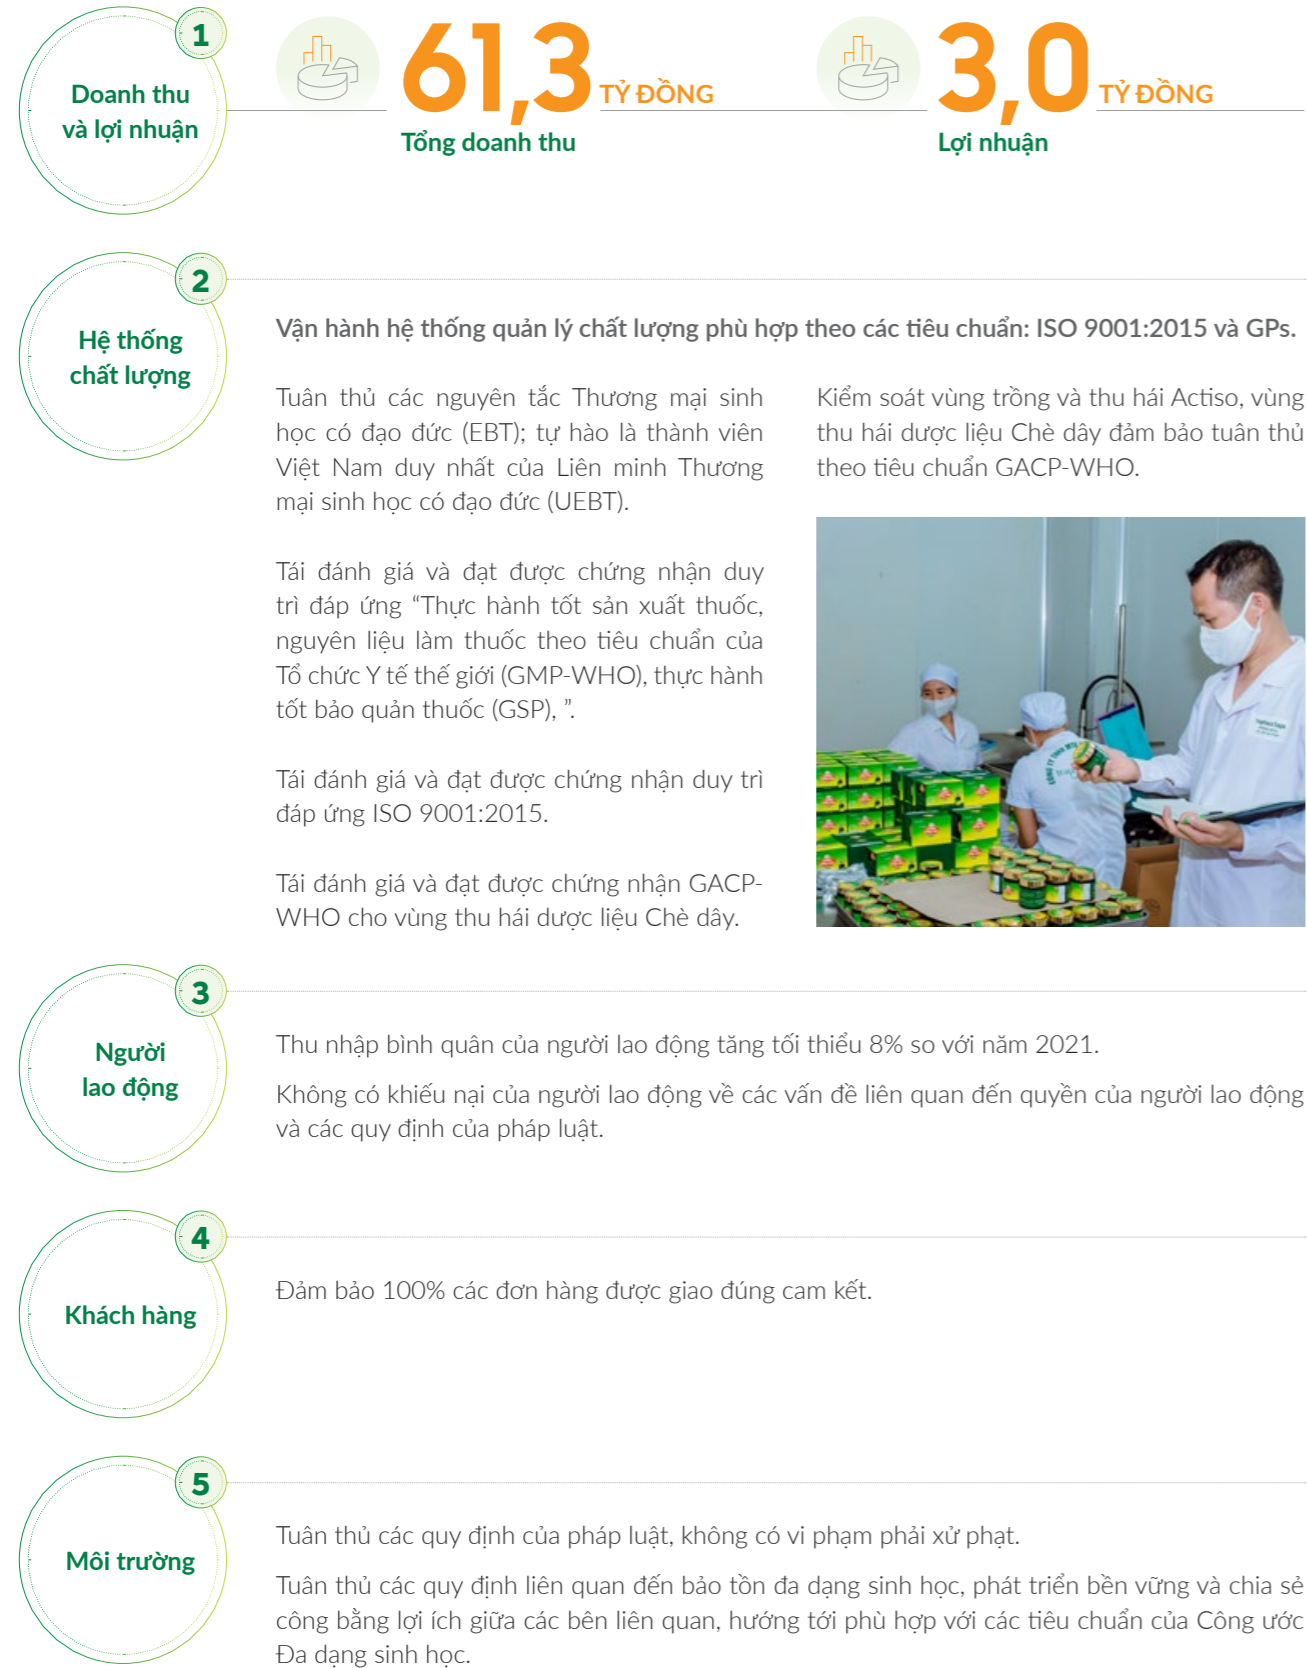 1
Doanh thu
và lợi nhuận
61,3 TỶ ĐỒNG
Tổng doanh thu
3,0 TỶ ĐỒNG
Lợi nhuận
2
Hệ thống
chất lượng
Vận hành hệ thống quản lý chất lượng phù hợp theo các tiêu chuẩn: ISO 9001:2015 và GPs.
Tuân thủ các nguyên tắc Thương mại sinh
học có đạo đức (EBT); tự hào là thành viên
Việt Nam duy nhất của Liên minh Thương
mại sinh học có đạo đức (UEBT).
Tái đánh giá và đạt được chứng nhận duy
trì đáp ứng “Thực hành tốt sản xuất thuốc,
nguyên liệu làm thuốc theo tiêu chuẩn của
Tổ chức Y tế thế giới (GMP-WHO), thực hành
tốt bảo quản thuốc (GSP), ”.
Tái đánh giá và đạt được chứng nhận duy trì
đáp ứng ISO 9001:2015.
Tái đánh giá và đạt được chứng nhận GACP-
WHO cho vùng thu hái dược liệu Chè dây.
Kiểm soát vùng trồng và thu hái Actiso, vùng
thu hái dược liệu Chè dây đảm bảo tuân thủ
theo tiêu chuẩn GACP-WHO.
CÔNG TY TNHH MTV
3
Người
lao động
Thu nhập bình quân của người lao động tăng tối thiểu 8% so với năm 2021.
Không có khiếu nại của người lao động về các vấn đề liên quan đến quyền của người lao động
và các quy định của pháp luật.
4
Khách hàng
Đảm bảo 100% các đơn hàng được giao đúng cam kết.
5
Môi trường
Tuân thủ các quy định của pháp luật, không có vi phạm phải xử phạt.
Tuân thủ các quy định liên quan đến bảo tồn đa dạng sinh học, phát triển bền vững và chia sẻ
công bằng lợi ích giữa các bên liên quan, hướng tới phù hợp với các tiêu chuẩn của Công ước
Đa dạng sinh học.